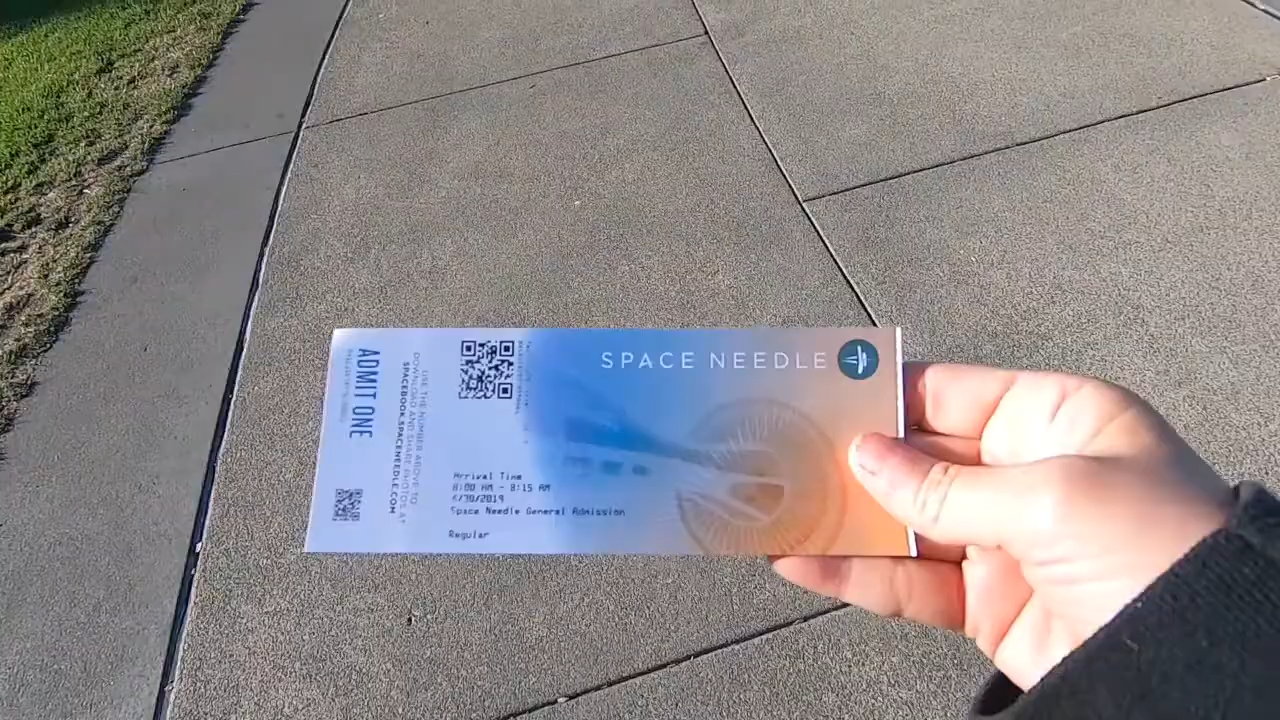 SPACE NEEDLE
ADMIT ONE
USE THE NUMBER ABOVE TO
DOWNLOAD AND SHARE PHOTOS AT
SPACEBOOK.SPACENEEDLE.COM
Arrival Time
8:00 AM - 8:15 AM
4/30/2019
Space Needle General Admission
Regular